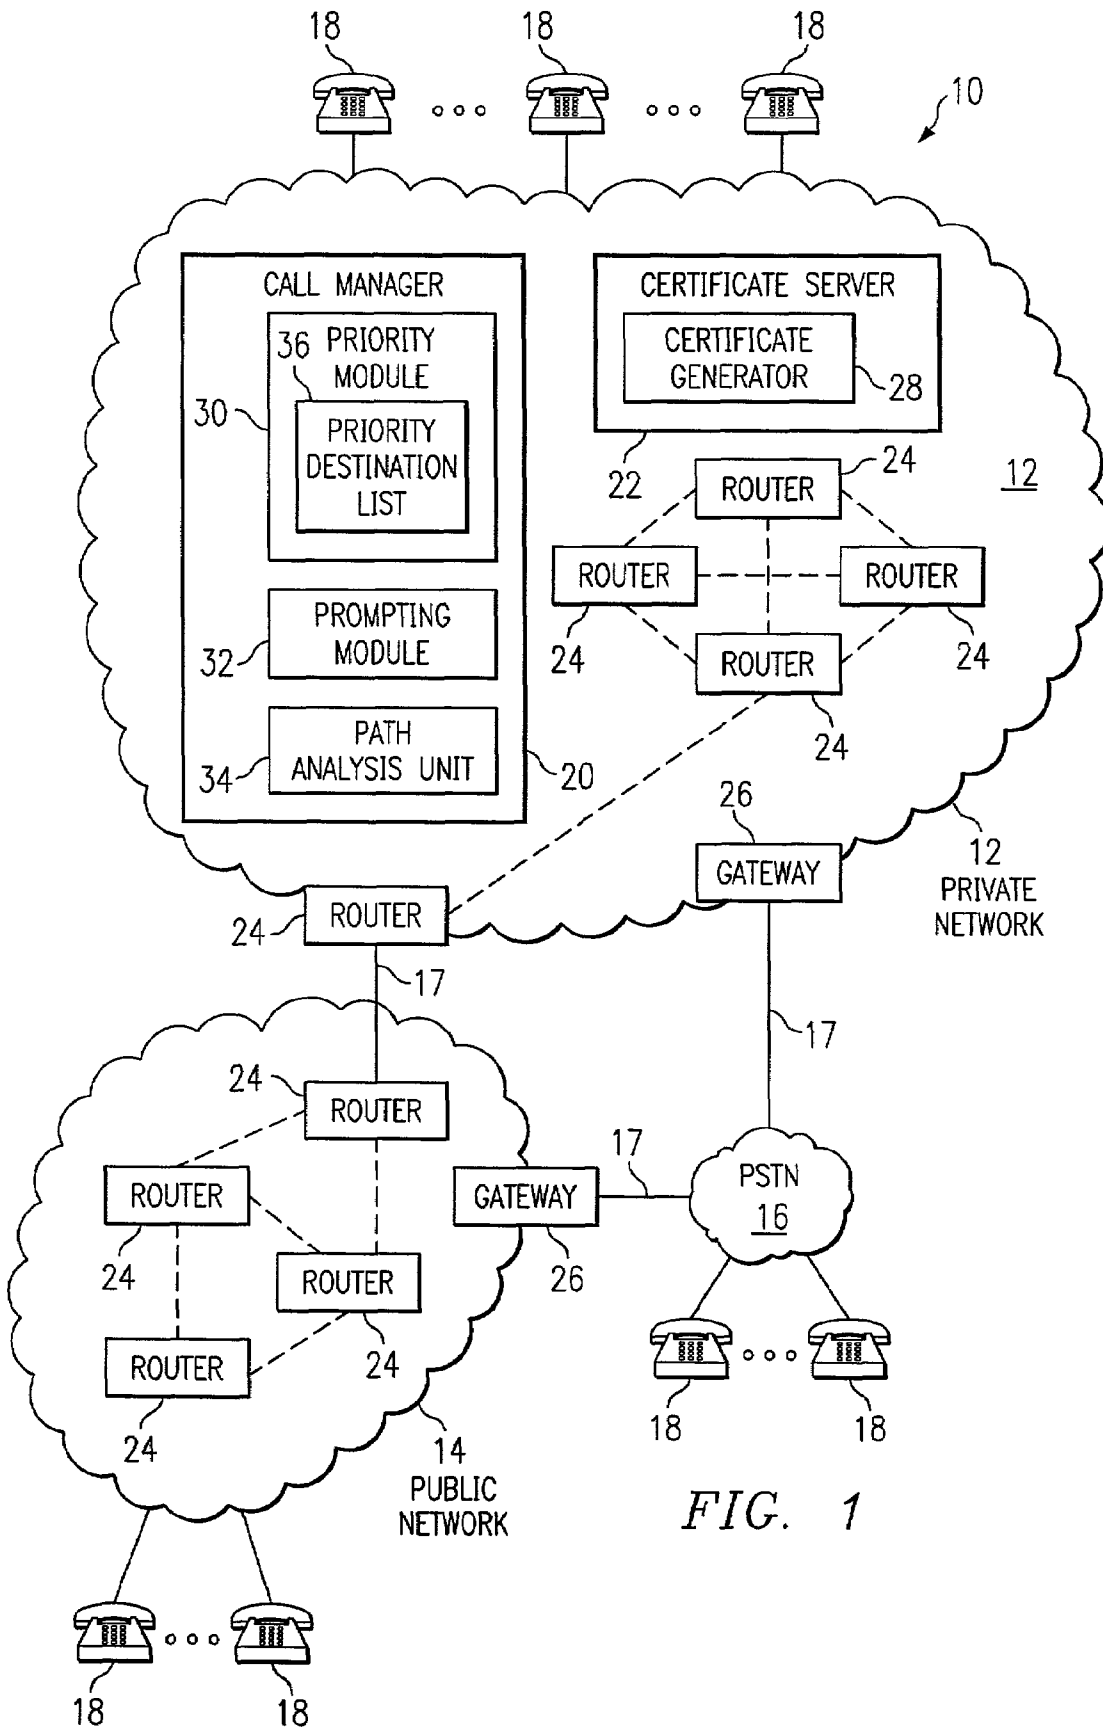 18
18
18
10
CALL MANAGER
CERTIFICATE SERVER
36
PRIORITY
MODULE
CERTIFICATE
GENERATOR
28
30
PRIORITY
DESTINATION
LIST
22
24
ROUTER
12
ROUTER
ROUTER
24
24
PROMPTING
MODULE
32
ROUTER
24
PATH
ANALYSIS UNIT
34
20
26
GATEWAY
12
PRIVATE
NETWORK
ROUTER
24
17
17
24
ROUTER
17
PSTN
16
ROUTER
24
GATEWAY
26
ROUTER
24
ROUTER
24
18
18
14
PUBLIC
NETWORK
FIG. 1
18
18